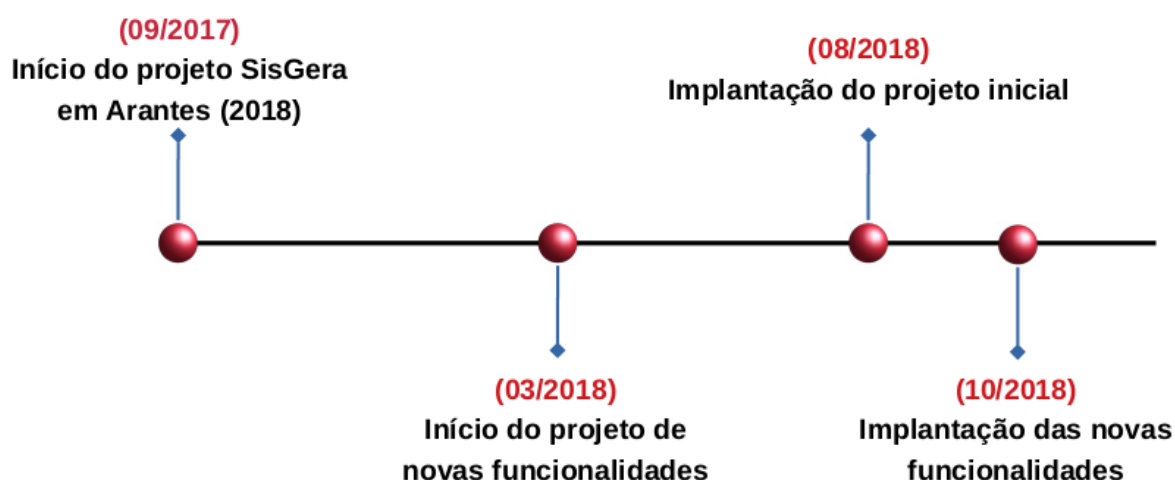 (09/2017)
Início do projeto SisGera
em Arantes (2018)
(08/2018)
Implantação do projeto inicial
(03/2018)
Início do projeto de
novas funcionalidades
(10/2018)
Implantação das novas
funcionalidades